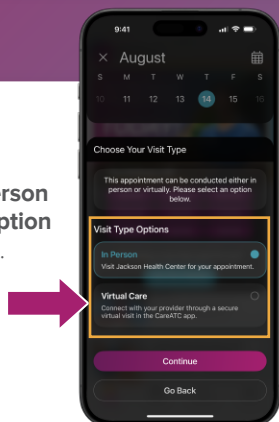 9:41
August
S M T W T F S
10 11 12 13 14 15 16
Choose Your Visit Type
This appointment can be conducted either in
person or virtually. Please select an option
below.
erson
ption
.
Visit Type Options
In Person
Visit Jackson Health Center for your appointment.
Virtual Care
Connect with your provider through a secure
virtual visit in the CareATC app.
Continue
Go Back